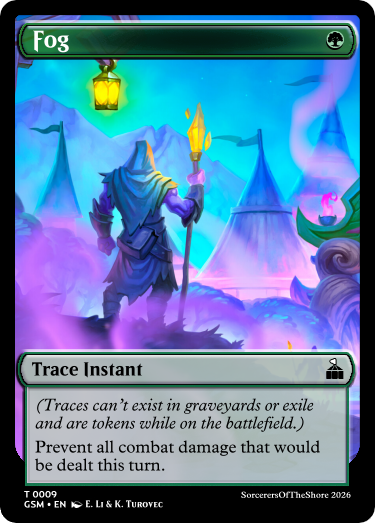 Fog
Trace Instant
(Traces can't exist in graveyards or exile
and are tokens while on the battlefield.)
Prevent all combat damage that would
be dealt this turn.
T 0009
GSM • EN E. Li & K. Turovec
SorcerersOfTheShore 2026